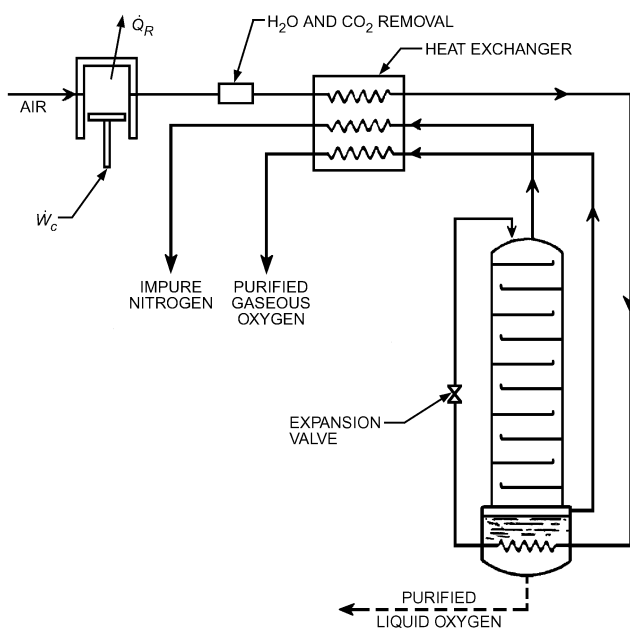 Q̇R
H2O AND CO2 REMOVAL
HEAT EXCHANGER
AIR
Ẇc
IMPURE
NITROGEN
PURIFIED
GASEOUS
OXYGEN
EXPANSION
VALVE
PURIFIED
LIQUID OXYGEN